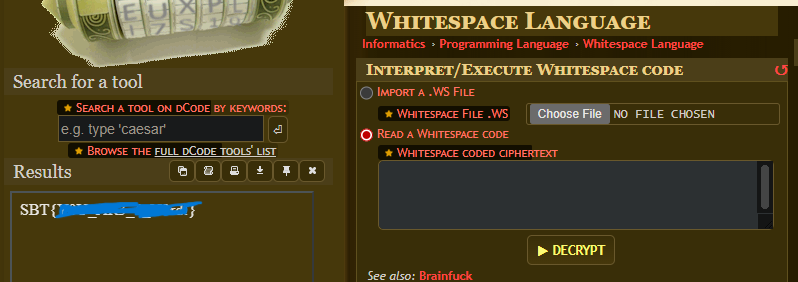 Search for a tool
★ Search a tool on dCode by keywords:
e.g. type 'caesar'
★ Browse the full dCode tools' list
Results
SBT{
}
Whitespace Language
Informatics › Programming Language › Whitespace Language
Interpret/Execute Whitespace code
Import a .WS File
★ Whitespace File .WS Choose File No file chosen
Read a Whitespace code
★ Whitespace coded ciphertext
▶ DECRYPT
See also: Brainfuck